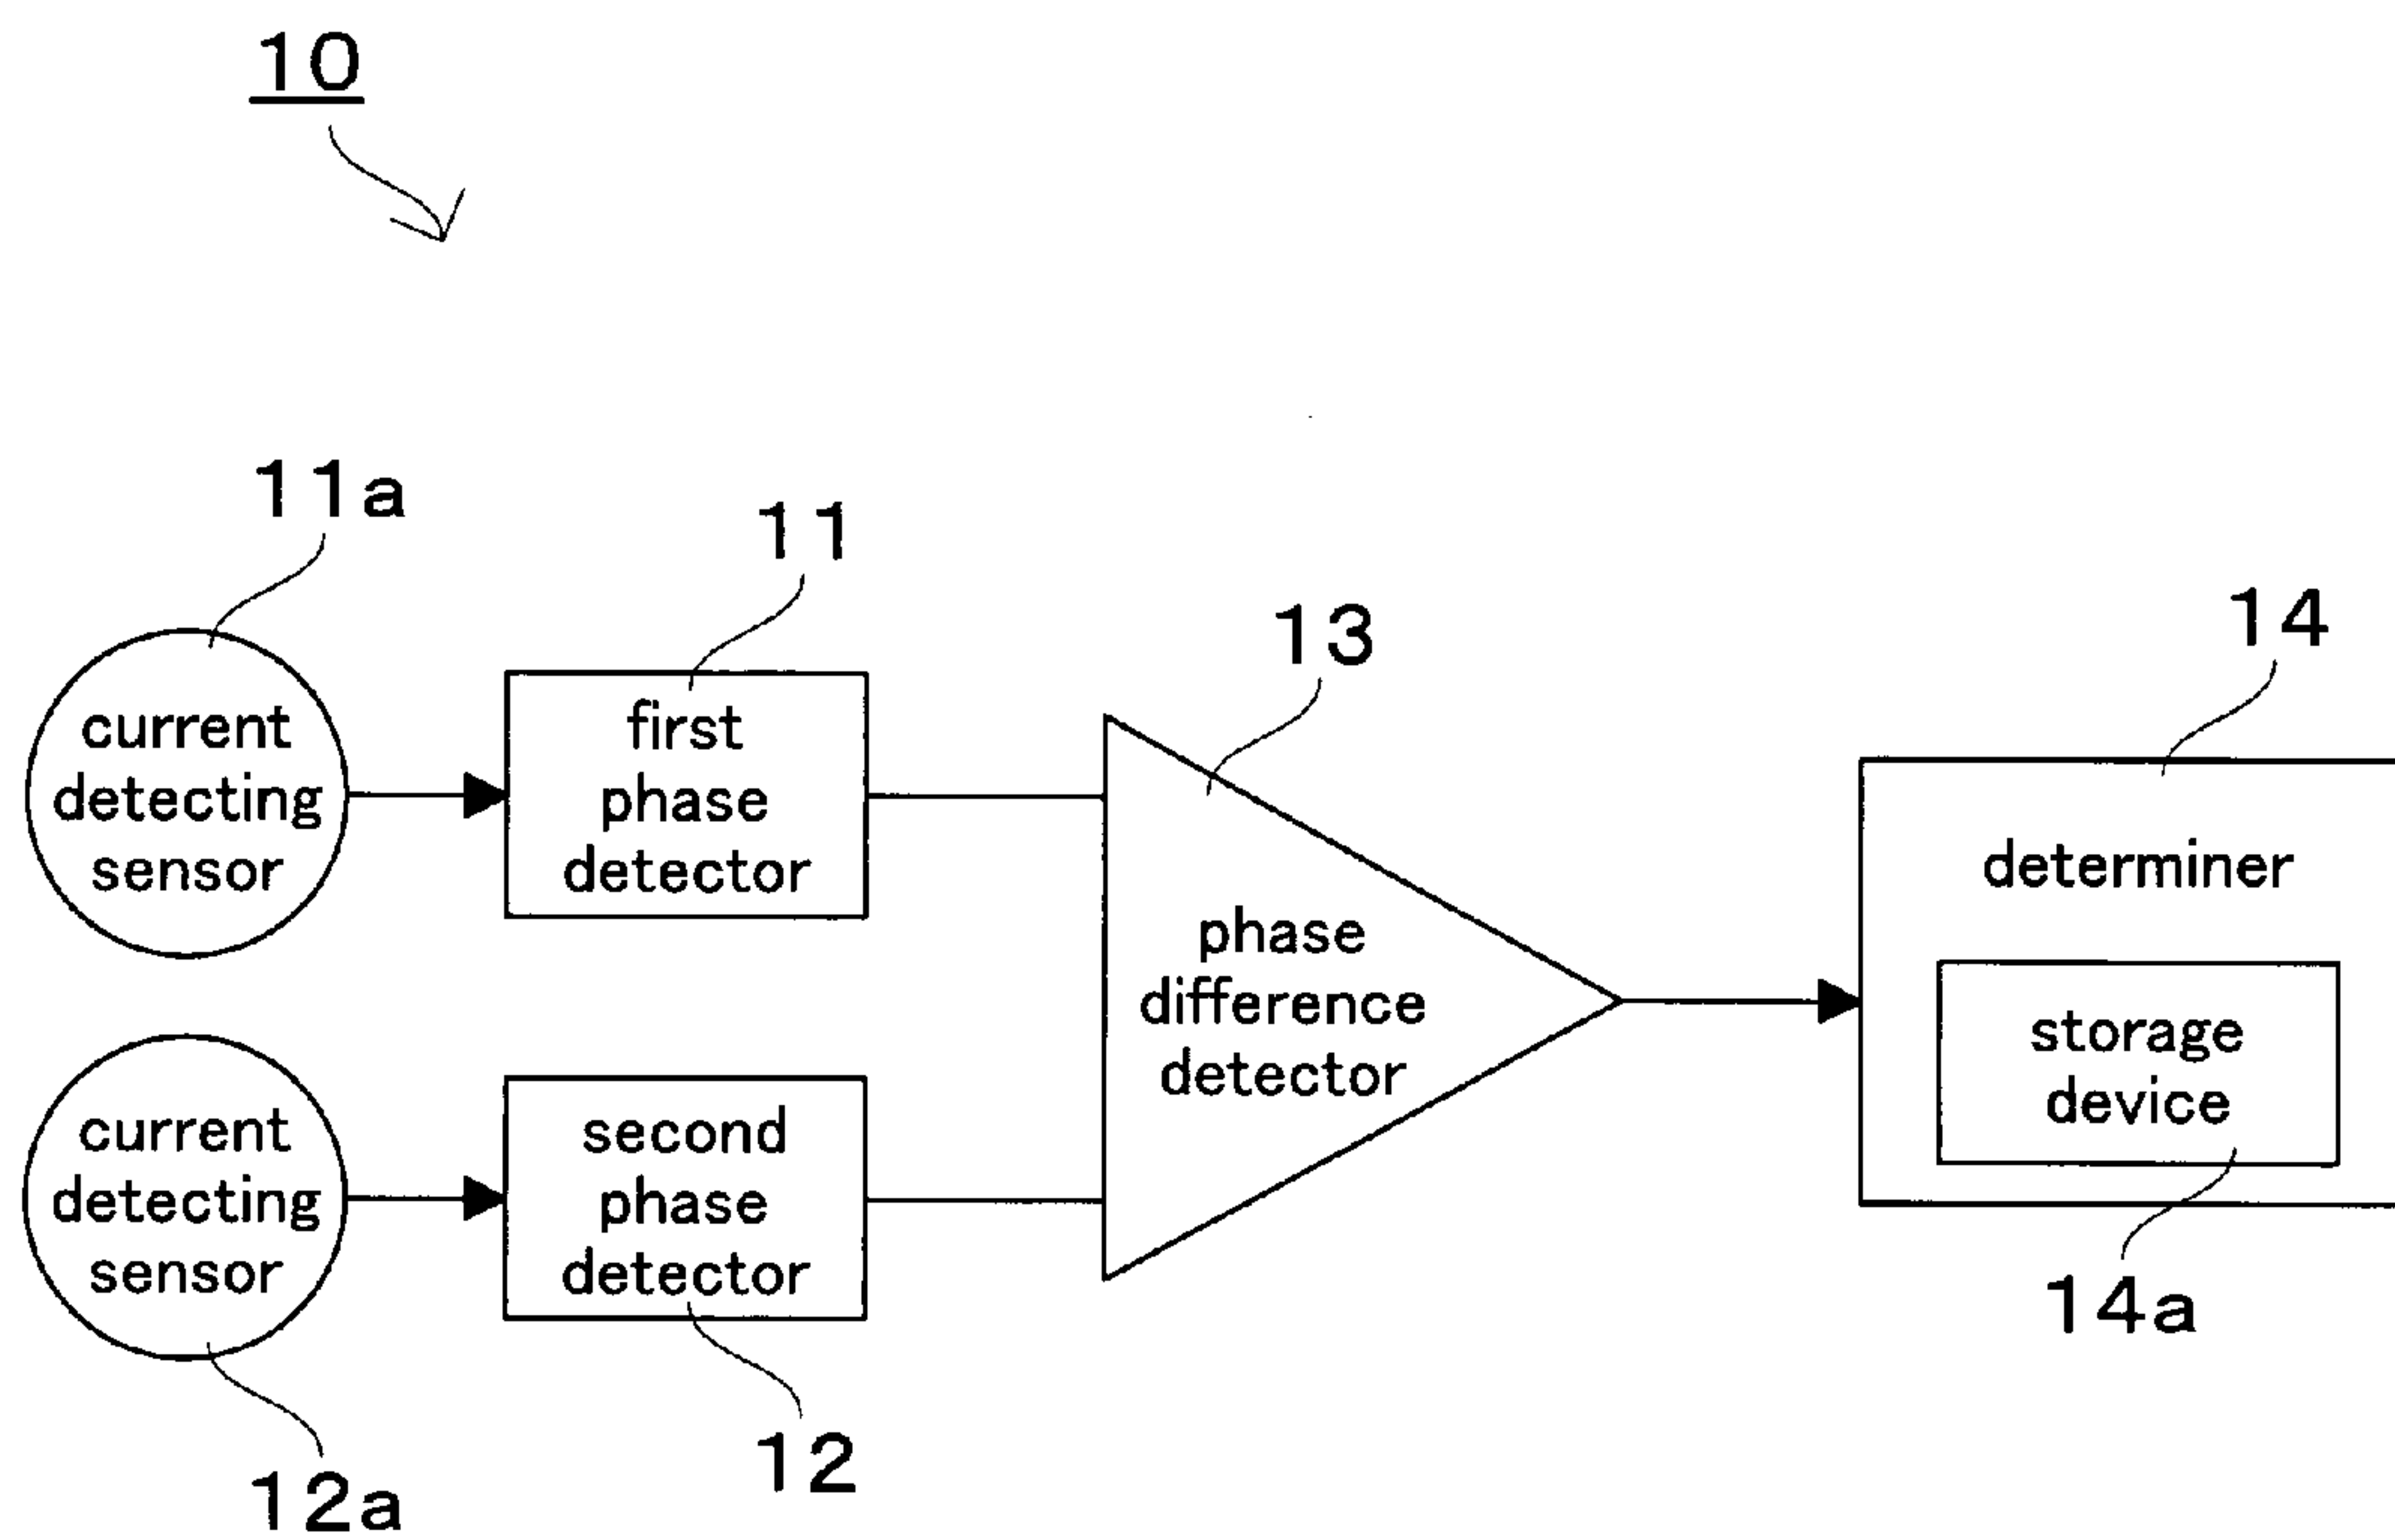 10
11a
11
13
14
current
detecting
sensor
first
phase
detector
phase
difference
detector
determiner
storage
device
14a
current
detecting
sensor
second
phase
detector
12
12a